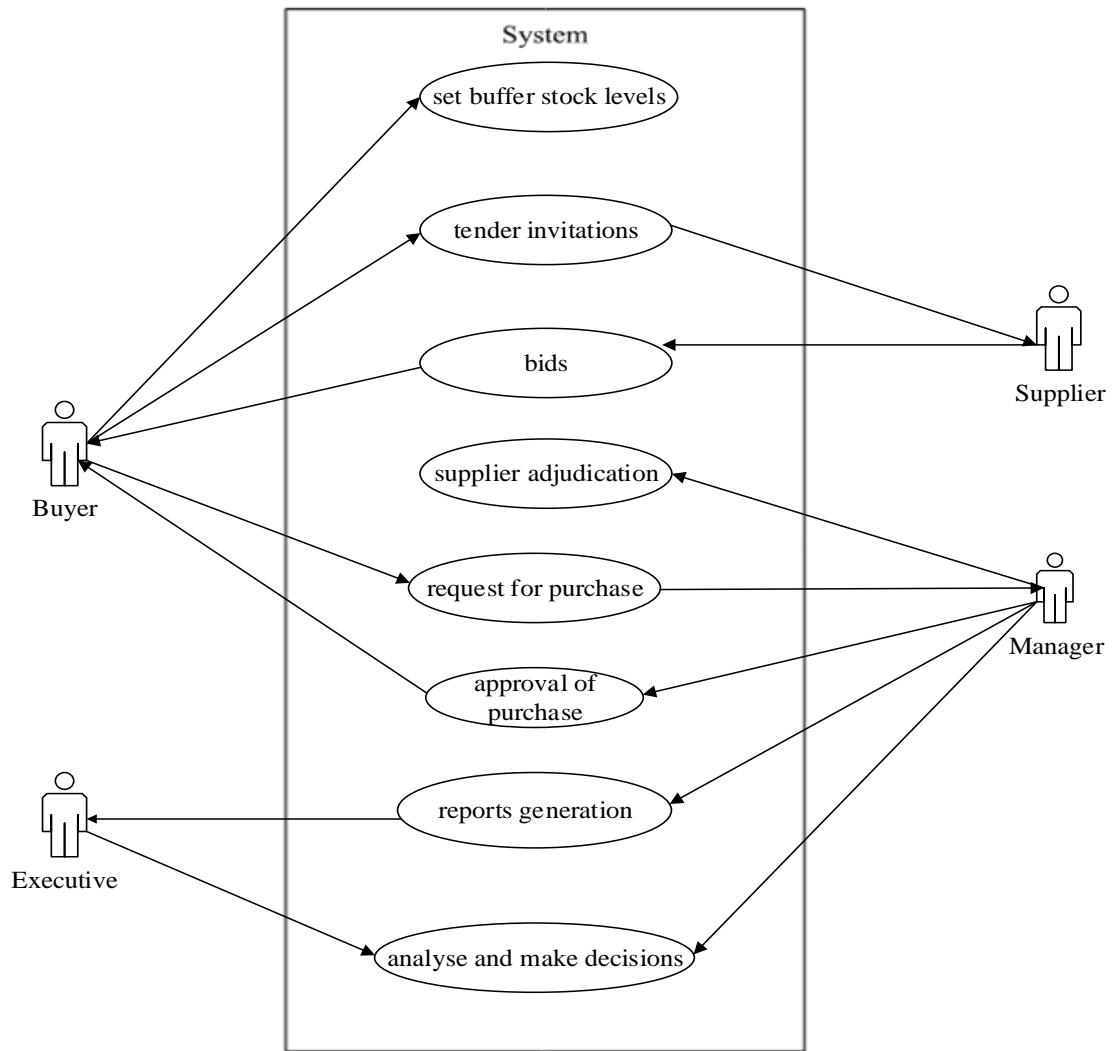 System
set buffer stock levels
tender invitations
bids
Supplier
supplier adjudication
Buyer
request for purchase
Manager
approval of
purchase
reports generation
Executive
analyse and make decisions